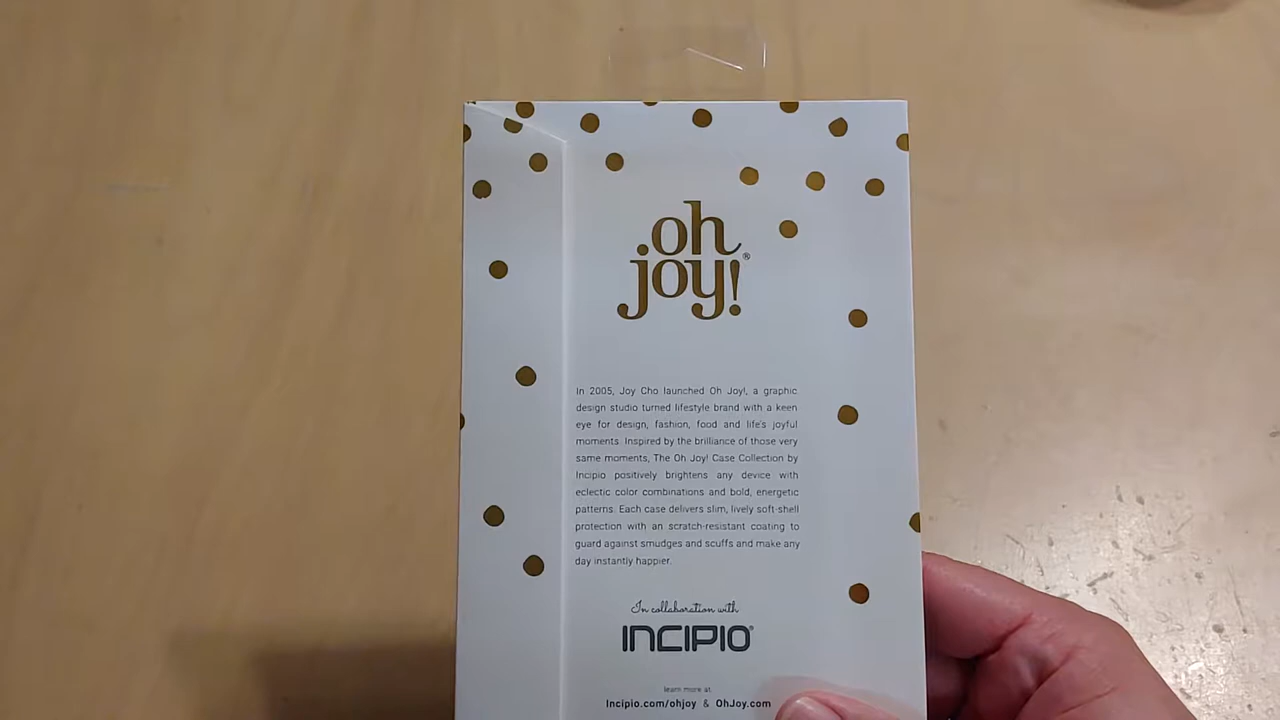 oh
joy!®
In 2005, Joy Cho launched Oh Joy!, a graphic
design studio turned lifestyle brand with a keen
eye for design, fashion, food and life's joyful
moments. Inspired by the brilliance of those very
same moments, The Oh Joy! Case Collection by
Incipio positively brightens any device with
eclectic color combinations and bold, energetic
patterns. Each case delivers slim, lively soft-shell
protection with an scratch-resistant coating to
guard against smudges and scuffs and make any
day instantly happier.
In collaboration with
INCIPIO®
learn more at
Incipio.com/ohjoy & OhJoy.com